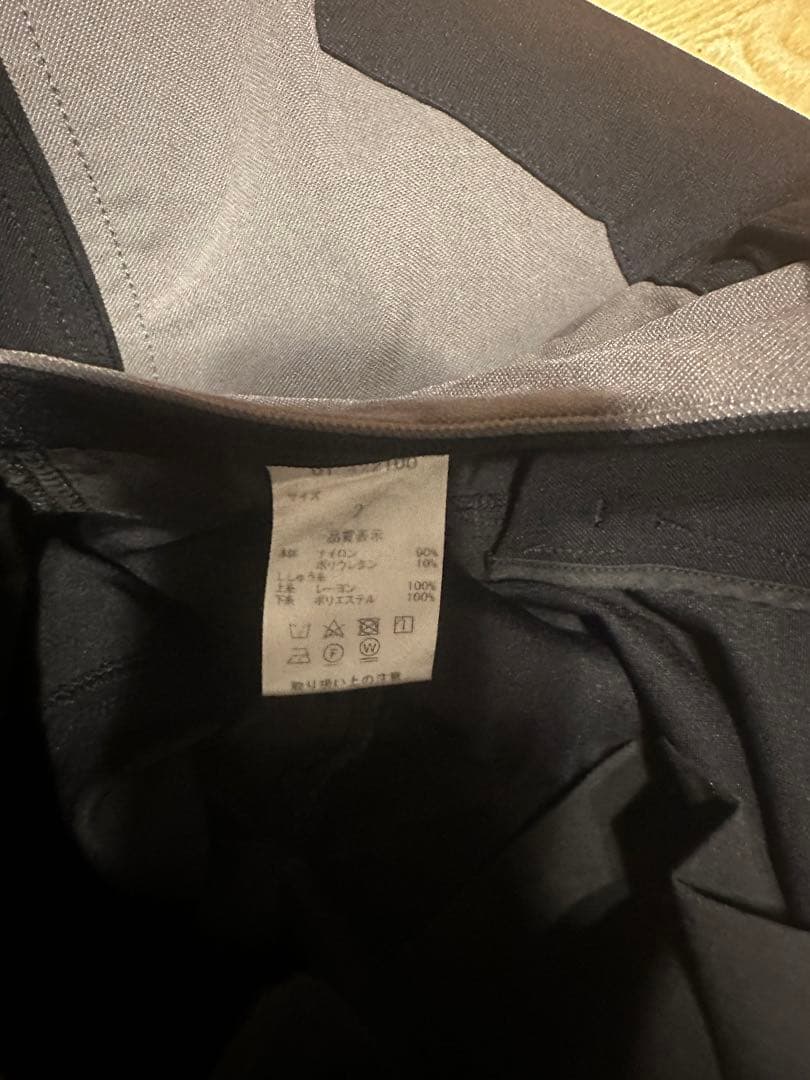 サイズ
2
品質表示
本体 ナイロン 90%
ポリウレタン 10%
ししゅう糸
上糸 レーヨン 100%
下糸 ポリエステル 100%
1
F W
取り扱い上の注意